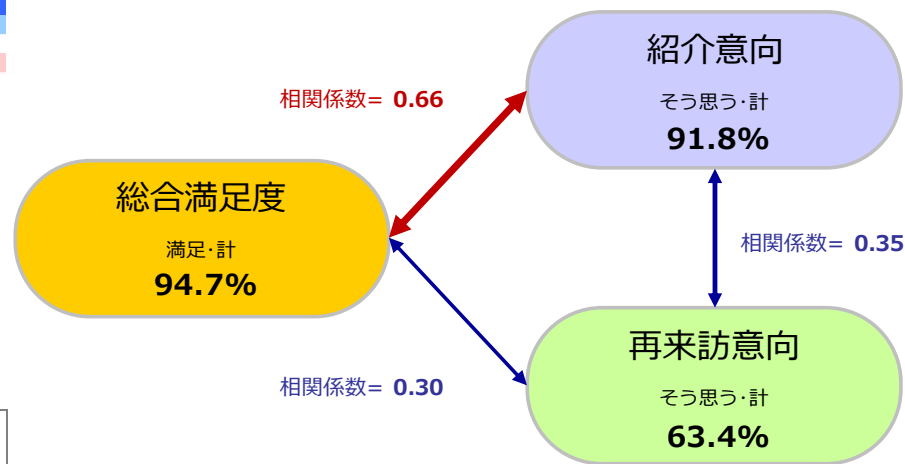 紹介意向
そう思う･計
91.8%
相関係数= 0.66
総合満足度
満足･計
94.7%
相関係数= 0.35
再来訪意向
そう思う･計
63.4%
相関係数= 0.30